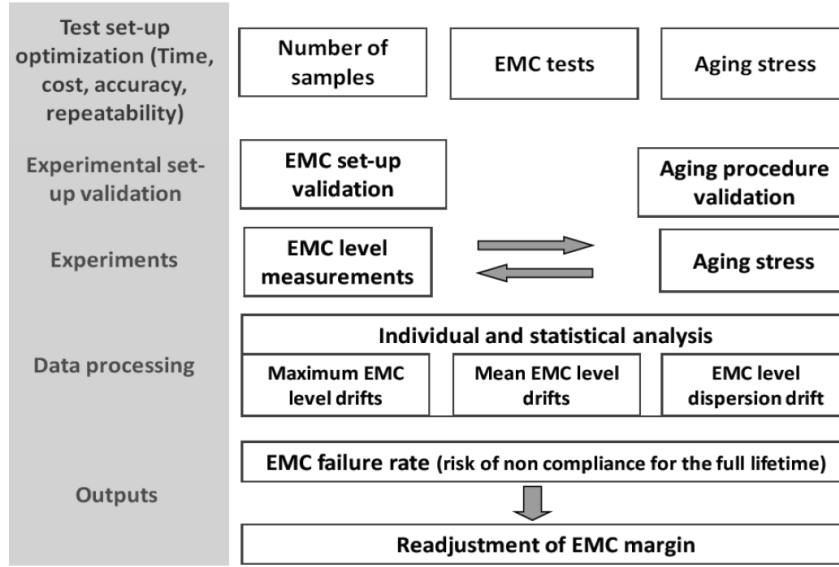 Test set-up
optimization (Time,
cost, accuracy,
repeatability)
Number of
samples
EMC tests
Aging stress
Experimental set-
up validation
EMC set-up
validation
Aging procedure
validation
Experiments
EMC level
measurements
Aging stress
Data processing
Individual and statistical analysis
Maximum EMC
level drifts
Mean EMC level
drifts
EMC level
dispersion drift
Outputs
EMC failure rate (risk of non compliance for the full lifetime)
Readjustment of EMC margin